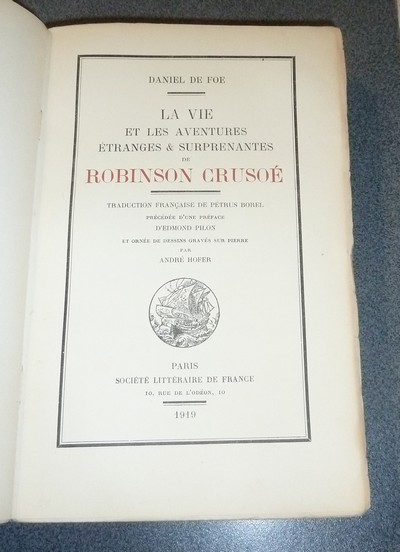 DANIEL DE FOE
LA VIE
ET LES AVENTURES
ÉTRANGES & SURPRENANTES
DE
ROBINSON CRUSOÉ
TRADUCTION FRANÇAISE DE PÉTRUS BOREL
PRÉCÉDÉE D'UNE PRÉFACE
D'EDMOND PILON
ET ORNÉE DE DESSINS GRAVÉS SUR PIERRE
PAR
ANDRÉ HOFER
PARIS
SOCIÉTÉ LITTÉRAIRE DE FRANCE
10, RUE DE L'ODÉON, 10
1919